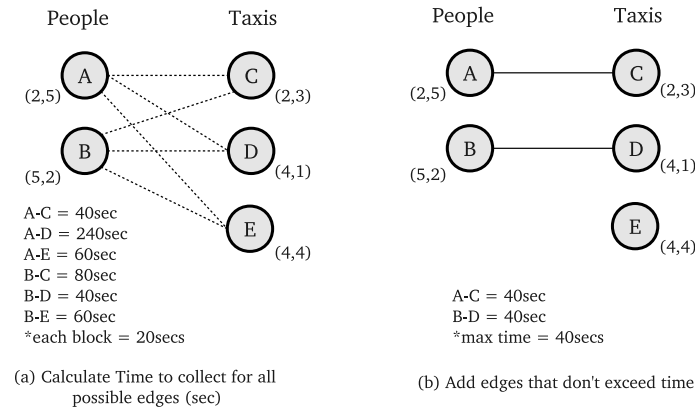 People Taxis
A C
(2,5) (2,3)
B D
(5,2) (4,1)
E
(4,4)
A-C = 40sec
A-D = 240sec
A-E = 60sec
B-C = 80sec
B-D = 40sec
B-E = 60sec
*each block = 20secs
(a) Calculate Time to collect for all
possible edges (sec)
People Taxis
A C
(2,5) (2,3)
B D
(5,2) (4,1)
E
(4,4)
A-C = 40sec
B-D = 40sec
*max time = 40secs
(b) Add edges that don't exceed time